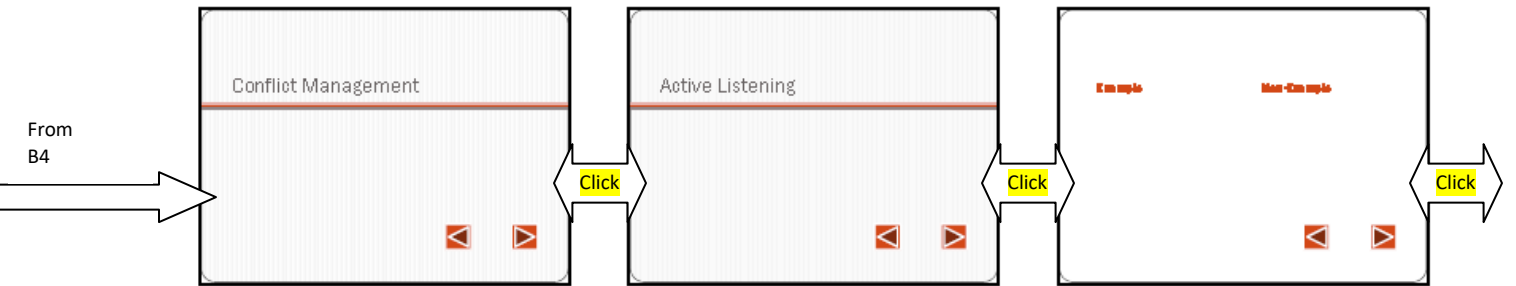 Conflict Management
Active Listening
Example
Non-Example
From
B4
Click
Click
Click